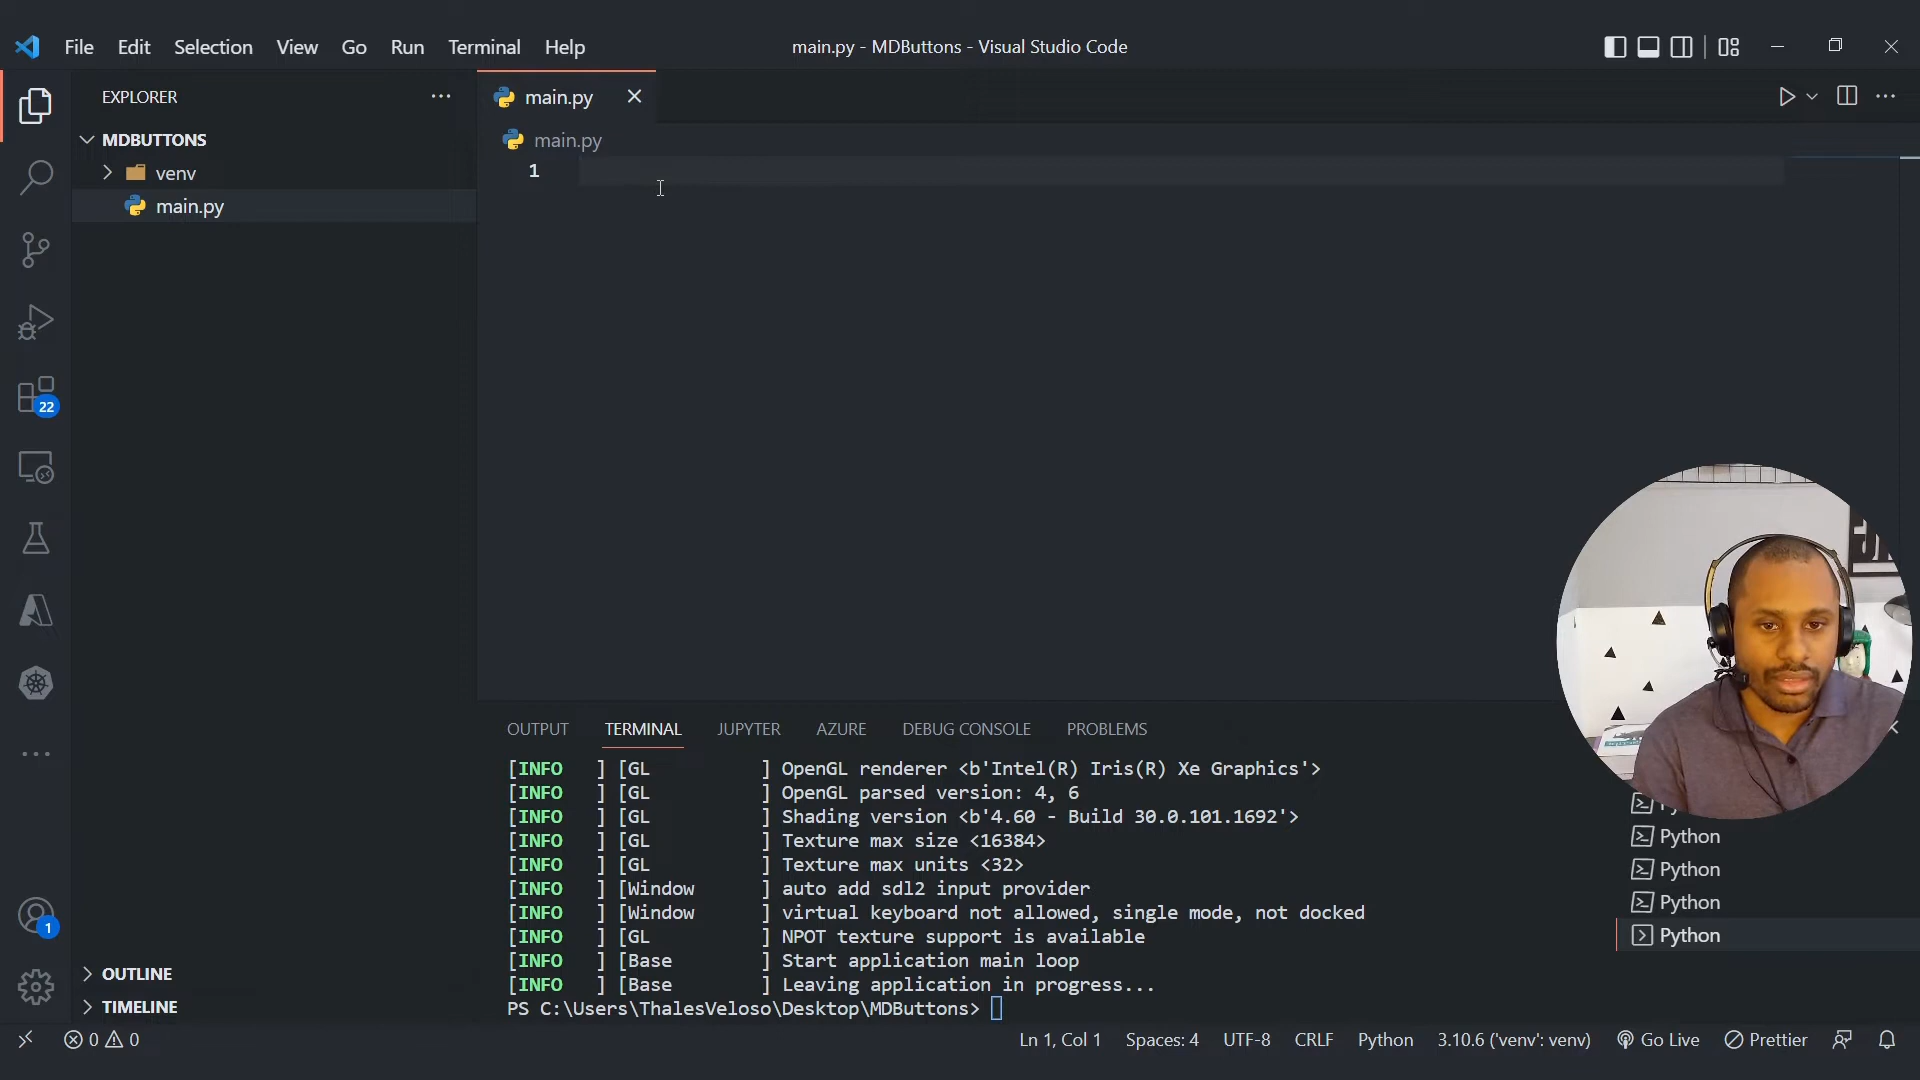 File Edit Selection View Go Run Terminal Help
main.py - MDButtons - Visual Studio Code
EXPLORER
MDBUTTONS
venv
main.py
main.py
main.py
1
22
1
OUTPUT TERMINAL JUPYTER AZURE DEBUG CONSOLE PROBLEMS
[INFO   ] [GL          ] OpenGL renderer <b'Intel(R) Iris(R) Xe Graphics'>
[INFO   ] [GL          ] OpenGL parsed version: 4, 6
[INFO   ] [GL          ] Shading version <b'4.60 - Build 30.0.101.1692'>
[INFO   ] [GL          ] Texture max size <16384>
[INFO   ] [GL          ] Texture max units <32>
[INFO   ] [Window      ] auto add sdl2 input provider
[INFO   ] [Window      ] virtual keyboard not allowed, single mode, not docked
[INFO   ] [GL          ] NPOT texture support is available
[INFO   ] [Base        ] Start application main loop
[INFO   ] [Base        ] Leaving application in progress...
PS C:\Users\ThalesVeloso\Desktop\MDButtons>
Python
Python
Python
Python
OUTLINE
TIMELINE
0 0
Ln 1, Col 1 Spaces: 4 UTF-8 CRLF Python 3.10.6 ('venv': venv) Go Live Prettier